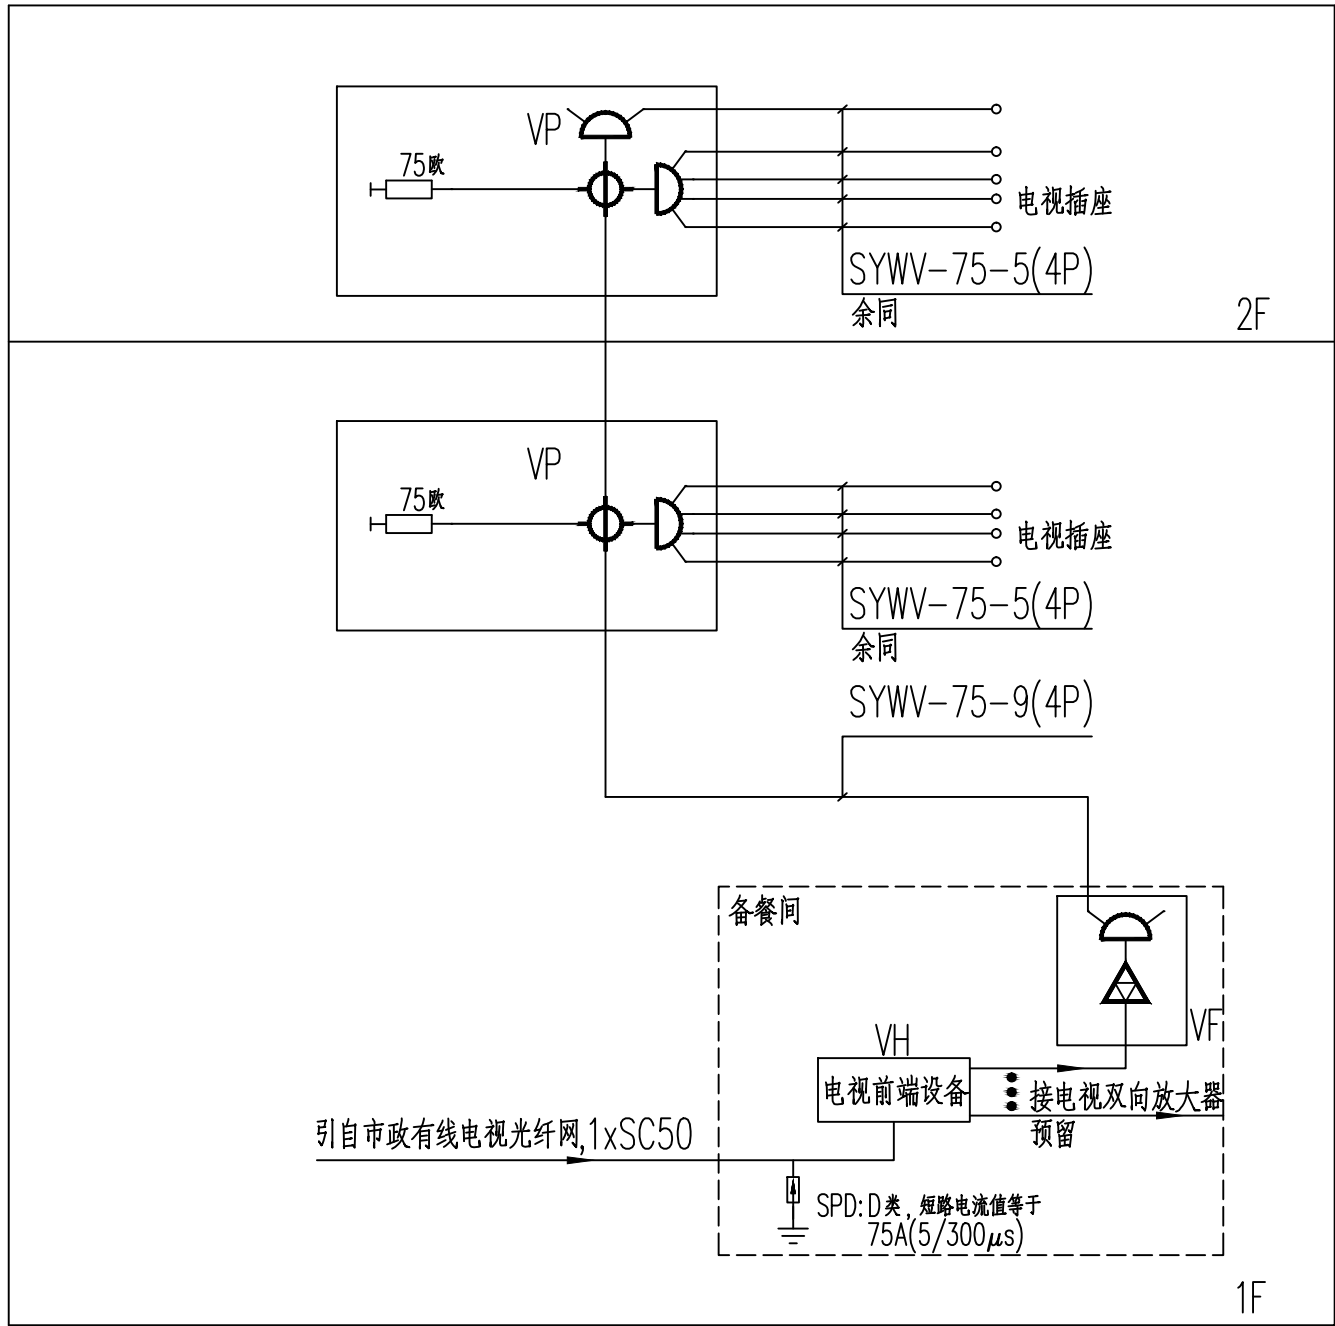 VP
75欧
电视插座
SYWV-75-5(4P)
余同
2F
VP
75欧
电视插座
SYWV-75-5(4P)
余同
SYWV-75-9(4P)
备餐间
VF
VH
电视前端设备
接电视双向放大器
预留
引自市政有线电视光纤网,1xSC50
SPD:D类,短路电流值等于
75A(5/300μs)
1F